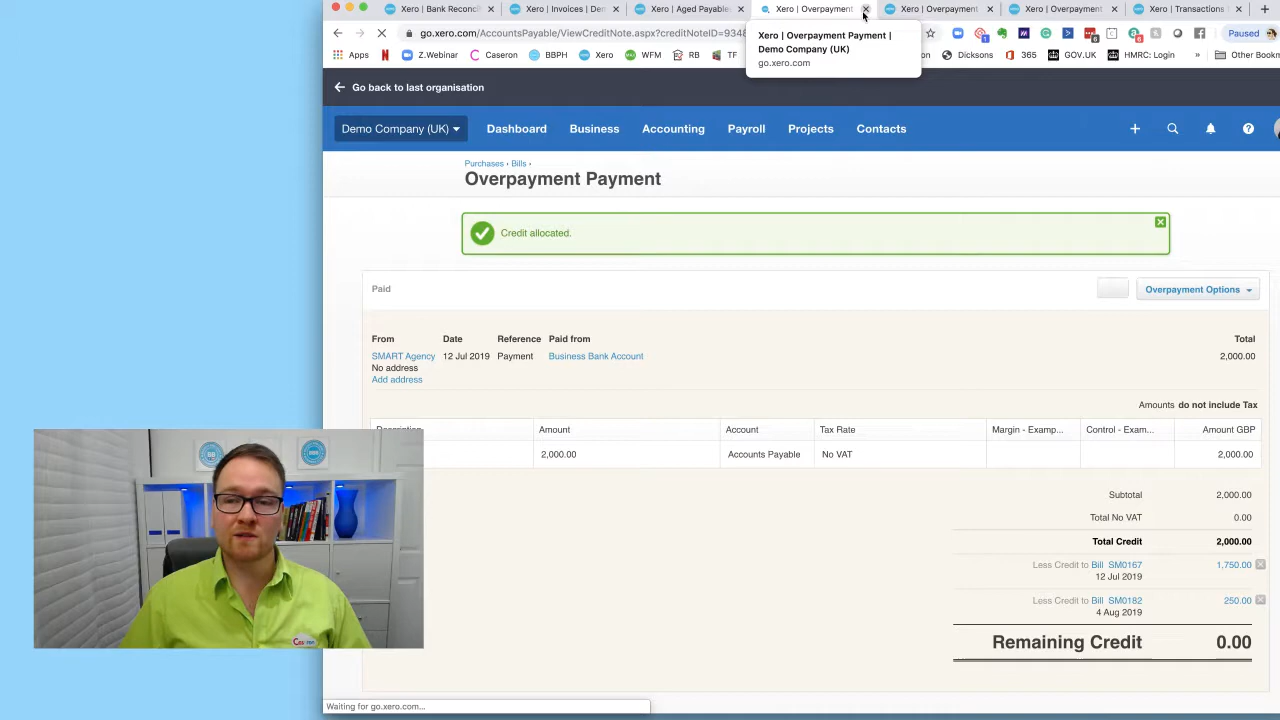 Xero | Bank Reconc
Xero | Invoices | Den
Xero | Aged Payable
Xero | Overpayment
Xero | Overpayment
Xero | Overpayment
Xero | Transactions
go.xero.com/AccountsPayable/ViewCreditNote.aspx?creditNoteID=934
Paused
Xero | Overpayment Payment |
Demo Company (UK)
go.xero.com
Apps
Z.Webinar
Caseron
BBPH
Xero
WFM
RB
TF
Dicksons
365
GOV.UK
HMRC: Login
»
Other Bookm
Go back to last organisation
Demo Company (UK)
Dashboard
Business
Accounting
Payroll
Projects
Contacts
Purchases › Bills ›
Overpayment Payment
Credit allocated.
Paid
Overpayment Options
From Date Reference Paid from Total
SMART Agency 12 Jul 2019 Payment Business Bank Account 2,000.00
No address
Add address
Amounts do not include Tax
Amount Account Tax Rate Margin - Examp... Control - Exam... Amount GBP
2,000.00 Accounts Payable No VAT 2,000.00
Subtotal 2,000.00
Total No VAT 0.00
Total Credit 2,000.00
Less Credit to Bill SM0167 1,750.00
12 Jul 2019
Less Credit to Bill SM0182 250.00
4 Aug 2019
Remaining Credit 0.00
Waiting for go.xero.com...